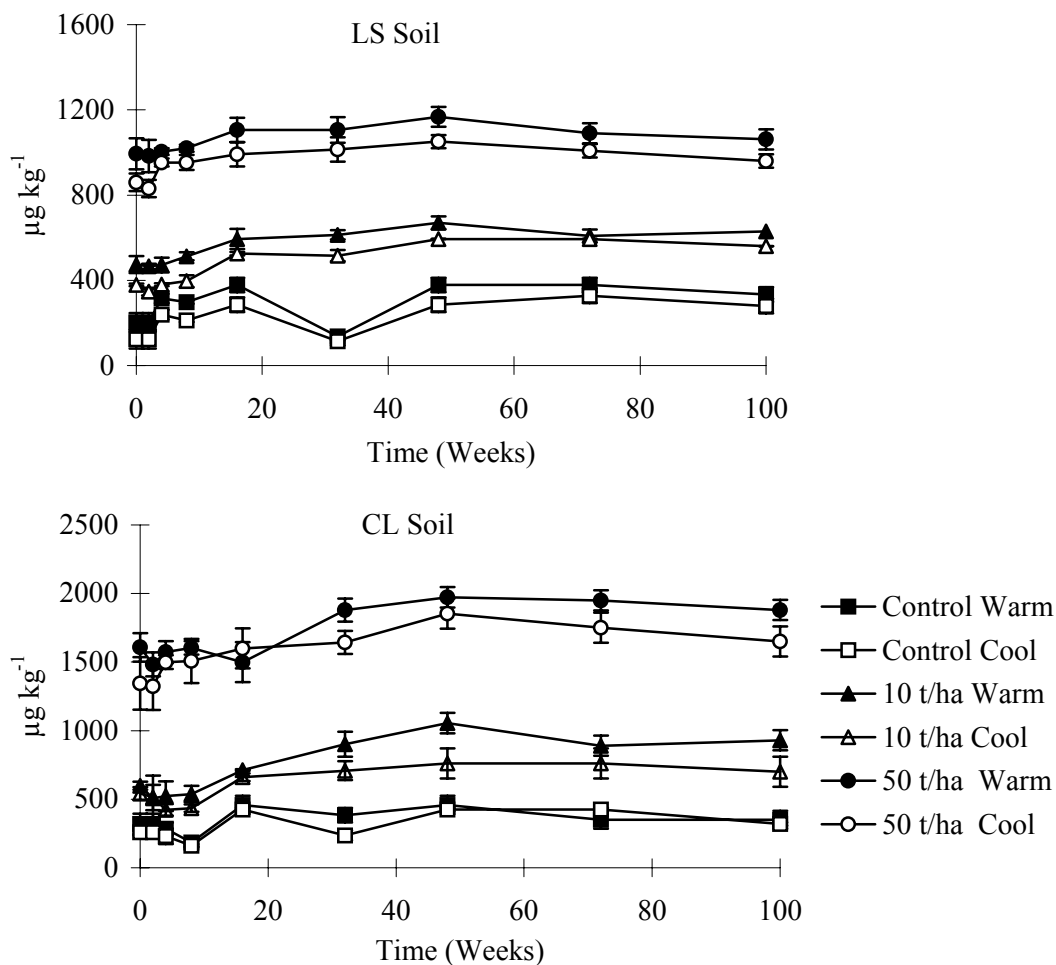 LS Soil
µg kg⁻¹
1600
1200
800
400
0
0 20 40 60 80 100
Time (Weeks)
CL Soil
µg kg⁻¹
2500
2000
1500
1000
500
0
0 20 40 60 80 100
Time (Weeks)
Control Warm
Control Cool
10 t/ha Warm
10 t/ha Cool
50 t/ha Warm
50 t/ha Cool